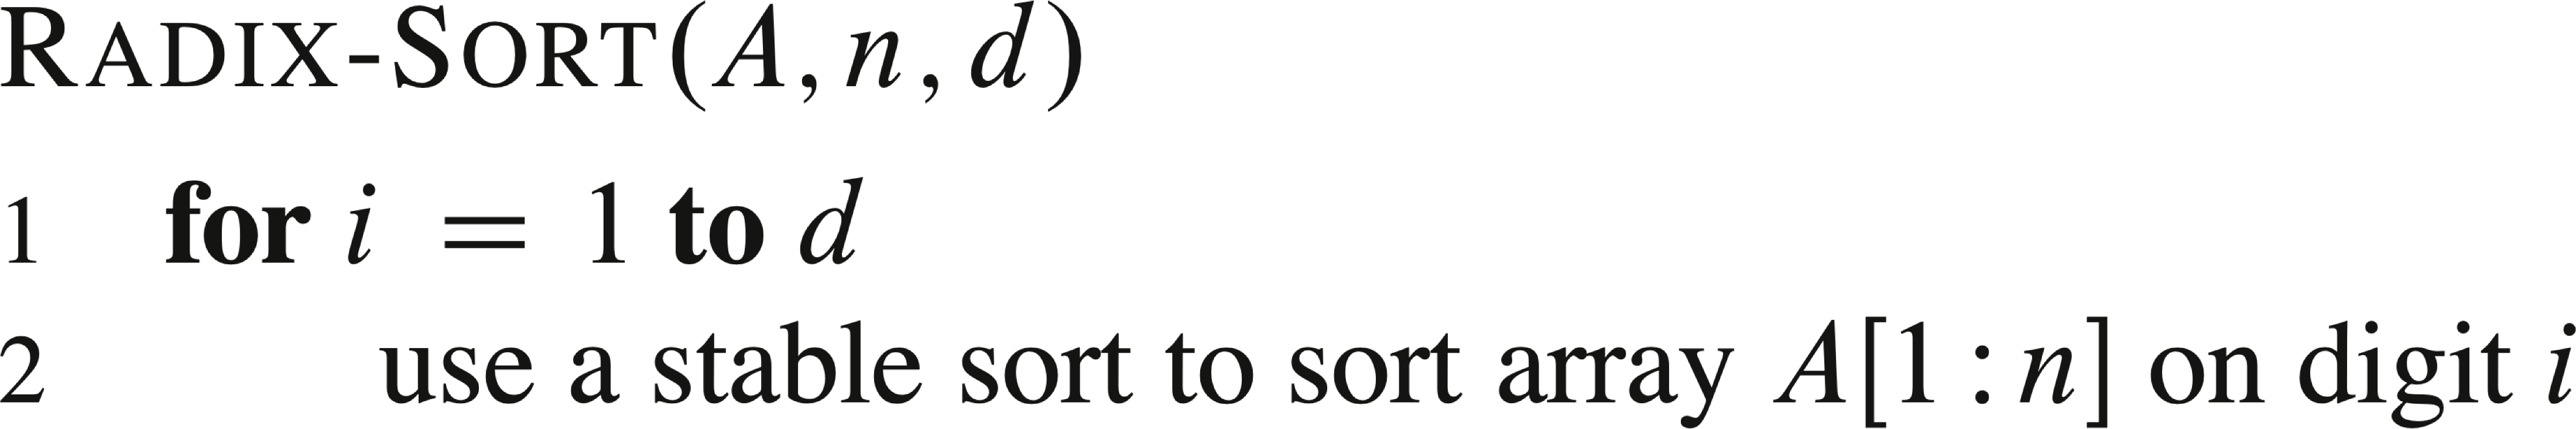 RADIX-SORT(A, n, d)
1 for i = 1 to d
2 use a stable sort to sort array A[1 : n] on digit i